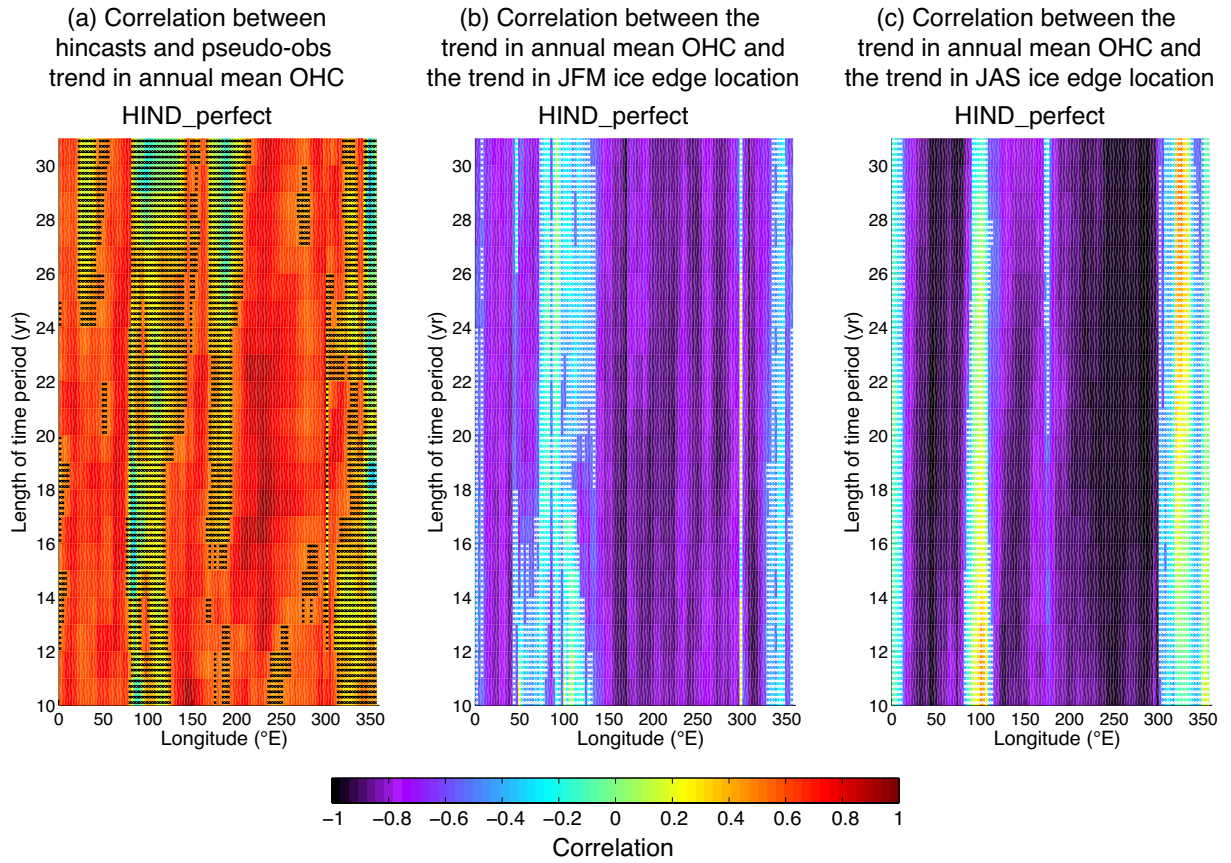 (a) Correlation between
hincasts and pseudo-obs
trend in annual mean OHC
HIND_perfect
30
28
26
24
22
20
18
16
14
12
10
Length of time period (yr)
0 50 100 150 200 250 300 350
Longitude (°E)
(b) Correlation between the
trend in annual mean OHC and
the trend in JFM ice edge location
HIND_perfect
30
28
26
24
22
20
18
16
14
12
10
Length of time period (yr)
0 50 100 150 200 250 300 350
Longitude (°E)
(c) Correlation between the
trend in annual mean OHC and
the trend in JAS ice edge location
HIND_perfect
30
28
26
24
22
20
18
16
14
12
10
Length of time period (yr)
0 50 100 150 200 250 300 350
Longitude (°E)
−1 −0.8 −0.6 −0.4 −0.2 0 0.2 0.4 0.6 0.8 1
Correlation